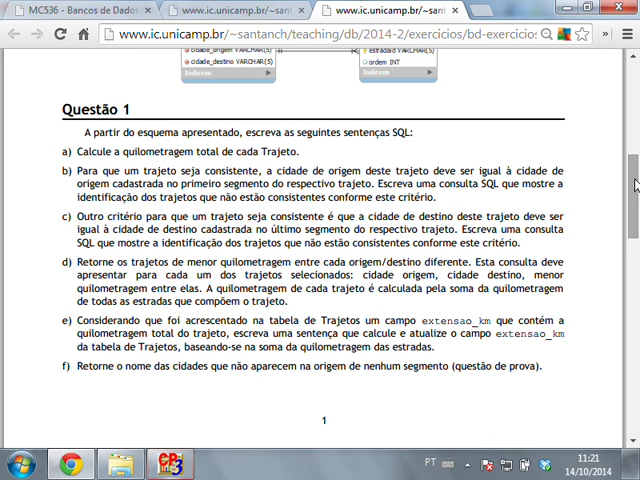 MC536 - Bancos de Dados
www.ic.unicamp.br/~santan
www.ic.unicamp.br/~santan
www.ic.unicamp.br/~santanch/teaching/db/2014-2/exercicios/bd-exercicios
cidade_origem VARCHAR(5)
cidade_destino VARCHAR(5)
Indexes
estradaid VARCHAR(5)
ordem INT
Indexes
Questão 1
A partir do esquema apresentado, escreva as seguintes sentenças SQL:
a) Calcule a quilometragem total de cada Trajeto.
b) Para que um trajeto seja consistente, a cidade de origem deste trajeto deve ser igual à cidade de
origem cadastrada no primeiro segmento do respectivo trajeto. Escreva uma consulta SQL que mostre a
identificação dos trajetos que não estão consistentes conforme este critério.
c) Outro critério para que um trajeto seja consistente é que a cidade de destino deste trajeto deve ser
igual à cidade de destino cadastrada no último segmento do respectivo trajeto. Escreva uma consulta
SQL que mostre a identificação dos trajetos que não estão consistentes conforme este critério.
d) Retorne os trajetos de menor quilometragem entre cada origem/destino diferente. Esta consulta deve
apresentar para cada um dos trajetos selecionados: cidade origem, cidade destino, menor
quilometragem entre elas. A quilometragem de cada trajeto é calculada pela soma da quilometragem
de todas as estradas que compõem o trajeto.
e) Considerando que foi acrescentado na tabela de Trajetos um campo extensao_km que contém a
quilometragem total do trajeto, escreva uma sentença que calcule e atualize o campo extensao_km
da tabela de Trajetos, baseando-se na soma da quilometragem das estradas.
f) Retorne o nome das cidades que não aparecem na origem de nenhum segmento (questão de prova).
1
PT
11:21
14/10/2014